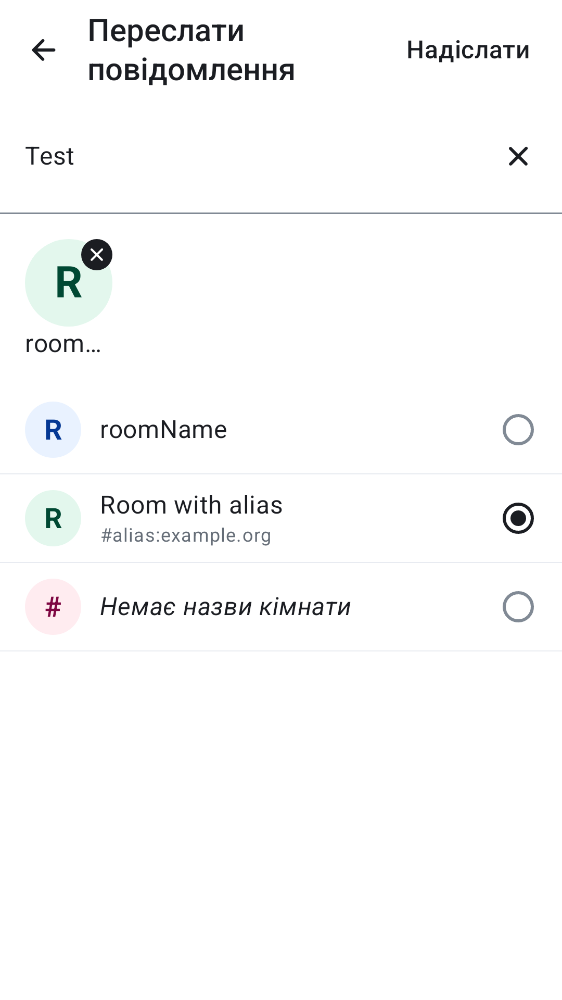 Переслати
повідомлення
Надіслати
Test
R
room…
R
roomName
R
Room with alias
#alias:example.org
#
Немає назви кімнати